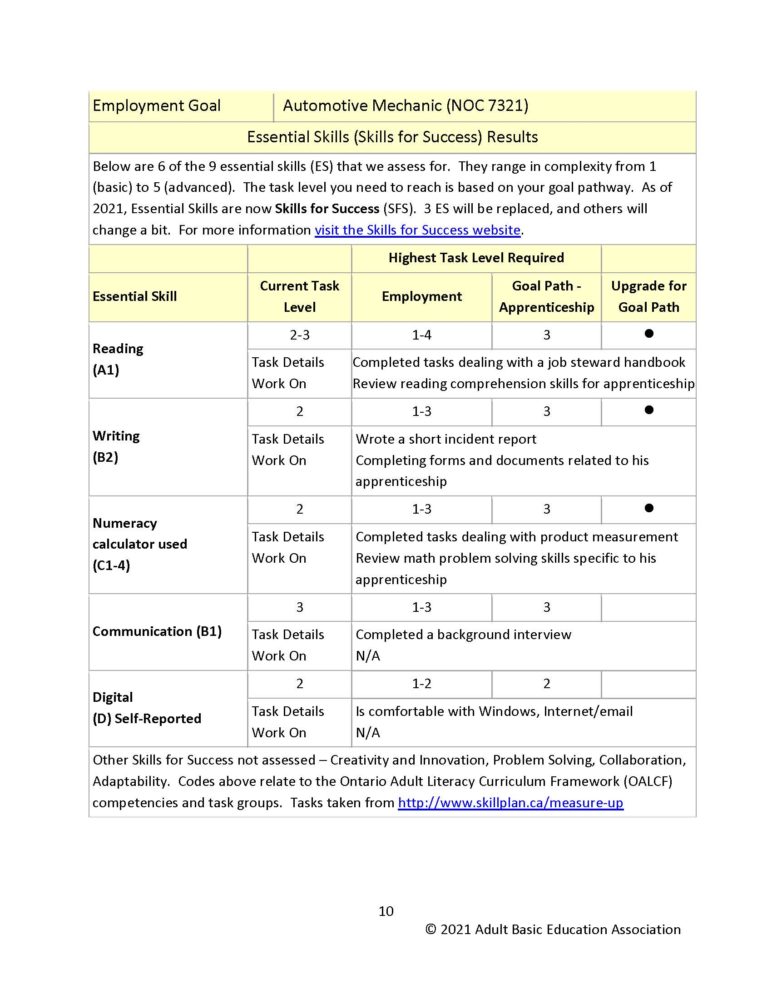 Employment Goal
Automotive Mechanic (NOC 7321)
Essential Skills (Skills for Success) Results
Below are 6 of the 9 essential skills (ES) that we assess for.  They range in complexity from 1
(basic) to 5 (advanced).  The task level you need to reach is based on your goal pathway.  As of
2021, Essential Skills are now Skills for Success (SFS).  3 ES will be replaced, and others will
change a bit.  For more information visit the Skills for Success website.
Highest Task Level Required
Essential Skill
Current Task
Level
Employment
Goal Path -
Apprenticeship
Upgrade for
Goal Path
Reading
(A1)
2-3
1-4
3
●
Task Details
Completed tasks dealing with a job steward handbook
Work On
Review reading comprehension skills for apprenticeship
Writing
(B2)
2
1-3
3
●
Task Details
Wrote a short incident report
Work On
Completing forms and documents related to his
apprenticeship
Numeracy
calculator used
(C1-4)
2
1-3
3
●
Task Details
Completed tasks dealing with product measurement
Work On
Review math problem solving skills specific to his
apprenticeship
Communication (B1)
3
1-3
3
Task Details
Completed a background interview
Work On
N/A
Digital
(D) Self-Reported
2
1-2
2
Task Details
Is comfortable with Windows, Internet/email
Work On
N/A
Other Skills for Success not assessed – Creativity and Innovation, Problem Solving, Collaboration,
Adaptability.  Codes above relate to the Ontario Adult Literacy Curriculum Framework (OALCF)
competencies and task groups.  Tasks taken from http://www.skillplan.ca/measure-up
10
© 2021 Adult Basic Education Association